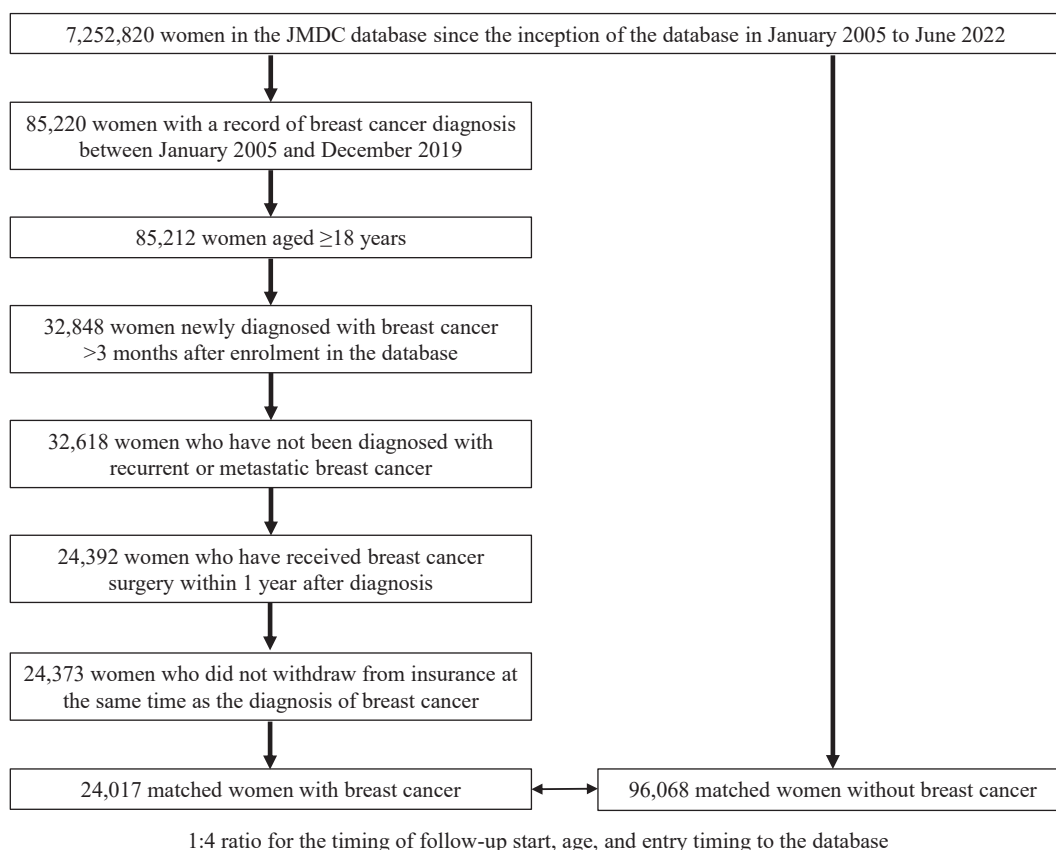 7,252,820 women in the JMDC database since the inception of the database in January 2005 to June 2022
85,220 women with a record of breast cancer diagnosis
between January 2005 and December 2019
85,212 women aged ≥18 years
32,848 women newly diagnosed with breast cancer
>3 months after enrolment in the database
32,618 women who have not been diagnosed with
recurrent or metastatic breast cancer
24,392 women who have received breast cancer
surgery within 1 year after diagnosis
24,373 women who did not withdraw from insurance at
the same time as the diagnosis of breast cancer
24,017 matched women with breast cancer
96,068 matched women without breast cancer
1:4 ratio for the timing of follow-up start, age, and entry timing to the database